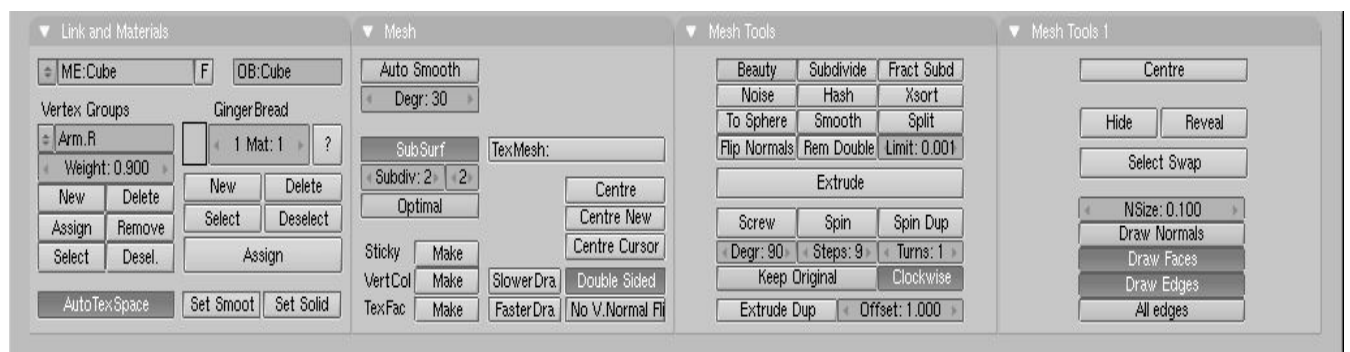 Link and Materials
ME:Cube F OB:Cube
Vertex Groups GingerBread
Arm.R 1 Mat: 1 ?
Weight: 0.900
New Delete New Delete
Assign Remove Select Deselect
Select Desel. Assign
AutoTexSpace Set Smoot Set Solid
Mesh
Auto Smooth
Degr: 30
SubSurf TexMesh:
Subdiv: 2 2
Centre
Optimal Centre New
Centre Cursor
Sticky Make
VertCol Make SlowerDra Double Sided
TexFac Make FasterDra No V.Normal Fli
Mesh Tools
Beauty Subdivide Fract Subd
Noise Hash Xsort
To Sphere Smooth Split
Flip Normals Rem Double Limit: 0.001
Extrude
Screw Spin Spin Dup
Degr: 90 Steps: 9 Turns: 1
Keep Original Clockwise
Extrude Dup Offset: 1.000
Mesh Tools 1
Centre
Hide Reveal
Select Swap
NSize: 0.100
Draw Normals
Draw Faces
Draw Edges
All edges